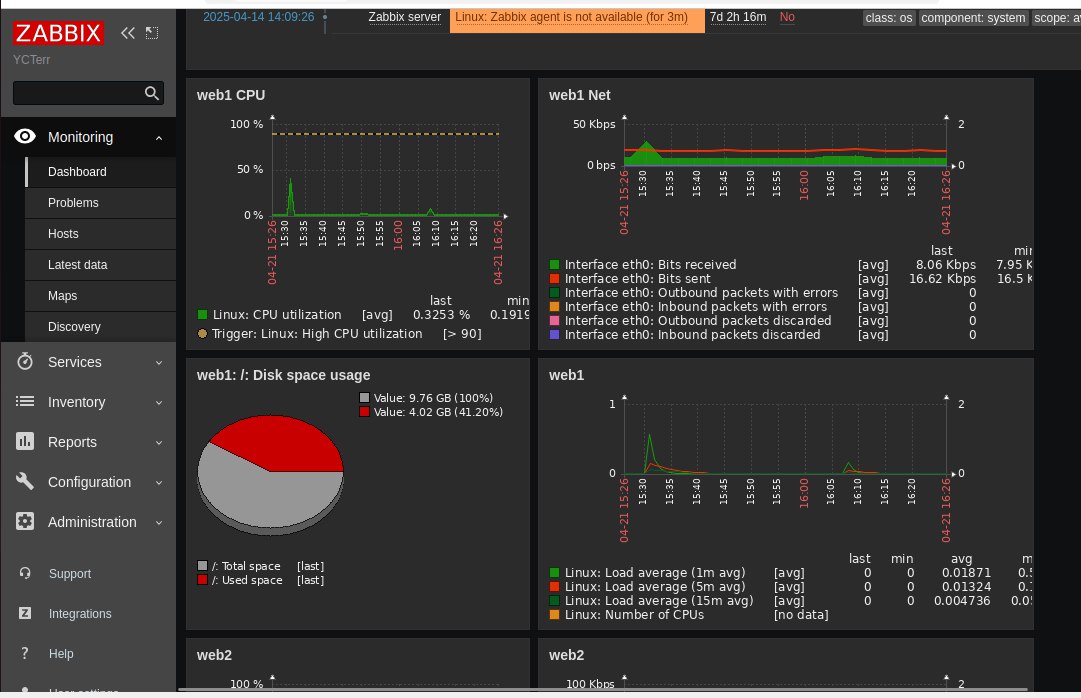 2025-04-14 14:09:26 Zabbix server Linux: Zabbix agent is not available (for 3m) 7d 2h 16m No class: os component: system scope: av
ZABBIX
YCTerr
Monitoring
Dashboard
Problems
Hosts
Latest data
Maps
Discovery
Services
Inventory
Reports
Configuration
Administration
Support
Z Integrations
? Help
User settings
web1 CPU
100 %
50 %
0 %
04-21 15:26 15:30 15:35 15:40 15:45 15:50 15:55 16:00 16:05 16:10 16:15 16:20 04-21 16:26
last min
Linux: CPU utilization [avg] 0.3253 % 0.1919
Trigger: Linux: High CPU utilization [> 90]
web1 Net
50 Kbps 2
0 bps 0
04-21 15:26 15:30 15:35 15:40 15:45 15:50 15:55 16:00 16:05 16:10 16:15 16:20 04-21 16:26
last min
Interface eth0: Bits received [avg] 8.06 Kbps 7.95 K
Interface eth0: Bits sent [avg] 16.62 Kbps 16.5 K
Interface eth0: Outbound packets with errors [avg] 0
Interface eth0: Inbound packets with errors [avg] 0
Interface eth0: Outbound packets discarded [avg] 0
Interface eth0: Inbound packets discarded [avg] 0
web1: /: Disk space usage
Value: 9.76 GB (100%)
Value: 4.02 GB (41.20%)
/: Total space [last]
/: Used space [last]
web1
1 2
0 0
04-21 15:26 15:30 15:35 15:40 15:45 15:50 15:55 16:00 16:05 16:10 16:15 16:20 04-21 16:26
last min avg m
Linux: Load average (1m avg) [avg] 0 0 0.01871 0.5
Linux: Load average (5m avg) [avg] 0 0 0.01324
Linux: Load average (15m avg) [avg] 0 0 0.004736
Linux: Number of CPUs [no data]
web2
100 %
web2
100 Kbps 2